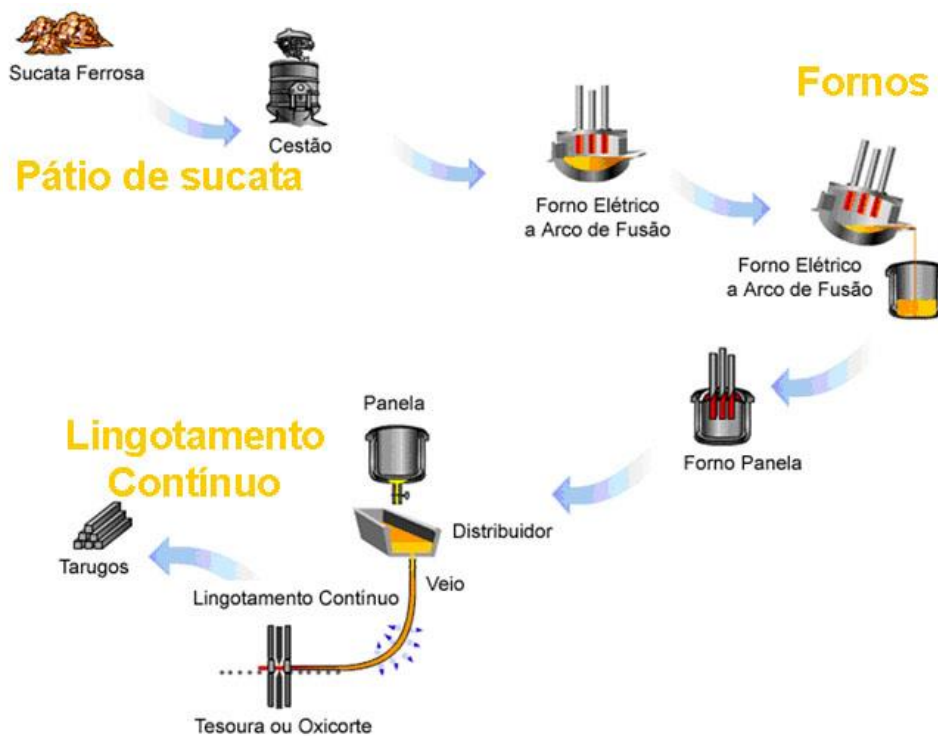 Sucata Ferrosa
Cestão
Pátio de sucata
Fornos
Forno Elétrico
a Arco de Fusão
Forno Elétrico
a Arco de Fusão
Forno Panela
Lingotamento
Contínuo
Panela
Distribuidor
Veio
Lingotamento Contínuo
Tarugos
Tesoura ou Oxicorte